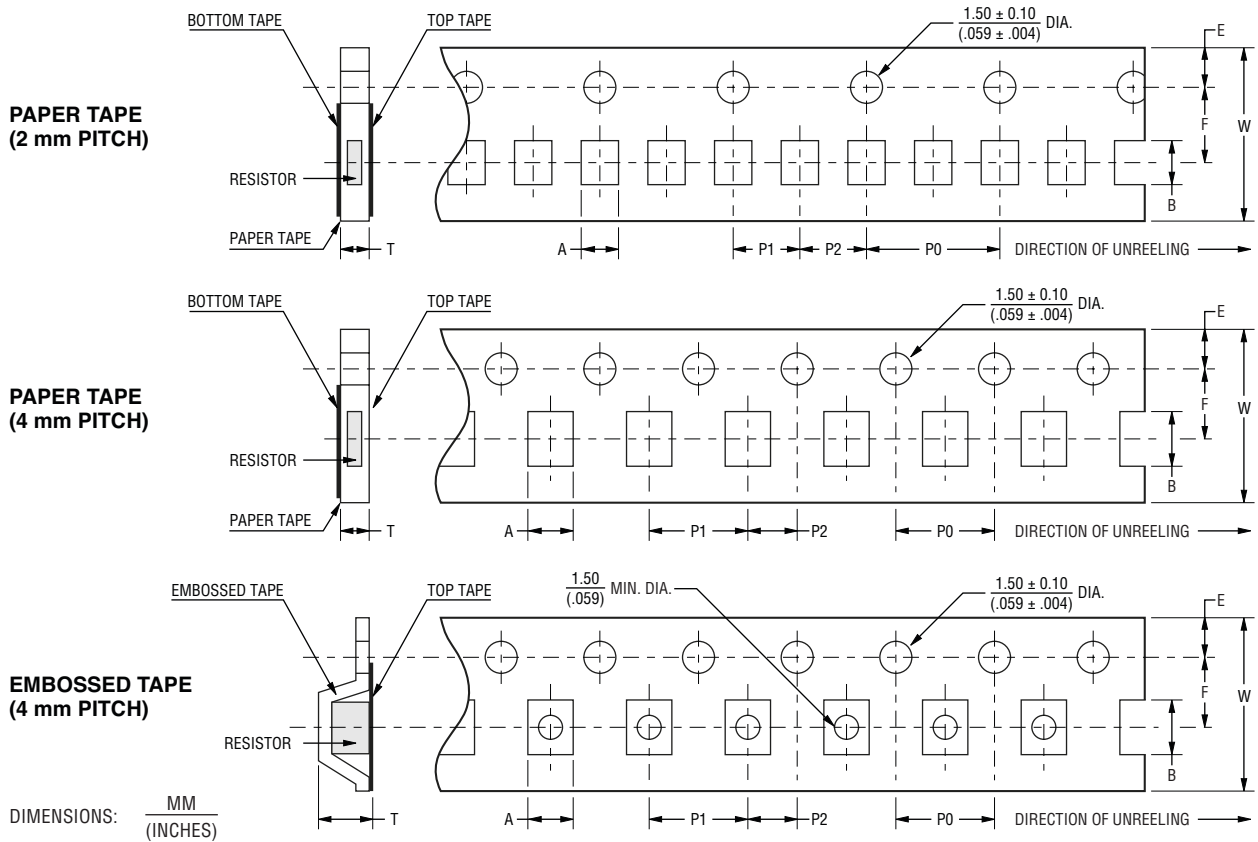 BOTTOM TAPE
TOP TAPE
1.50 ± 0.10
(.059 ± .004)
DIA.
E
PAPER TAPE
(2 mm PITCH)
F
W
RESISTOR
B
PAPER TAPE
T
A
P1
P2
P0
DIRECTION OF UNREELING
BOTTOM TAPE
TOP TAPE
1.50 ± 0.10
(.059 ± .004)
DIA.
E
PAPER TAPE
(4 mm PITCH)
F
W
RESISTOR
B
PAPER TAPE
T
A
P1
P2
P0
DIRECTION OF UNREELING
EMBOSSED TAPE
TOP TAPE
1.50
(.059)
MIN. DIA.
1.50 ± 0.10
(.059 ± .004)
DIA.
E
EMBOSSED TAPE
(4 mm PITCH)
F
W
RESISTOR
B
DIMENSIONS:
MM
(INCHES)
T
A
P1
P2
P0
DIRECTION OF UNREELING